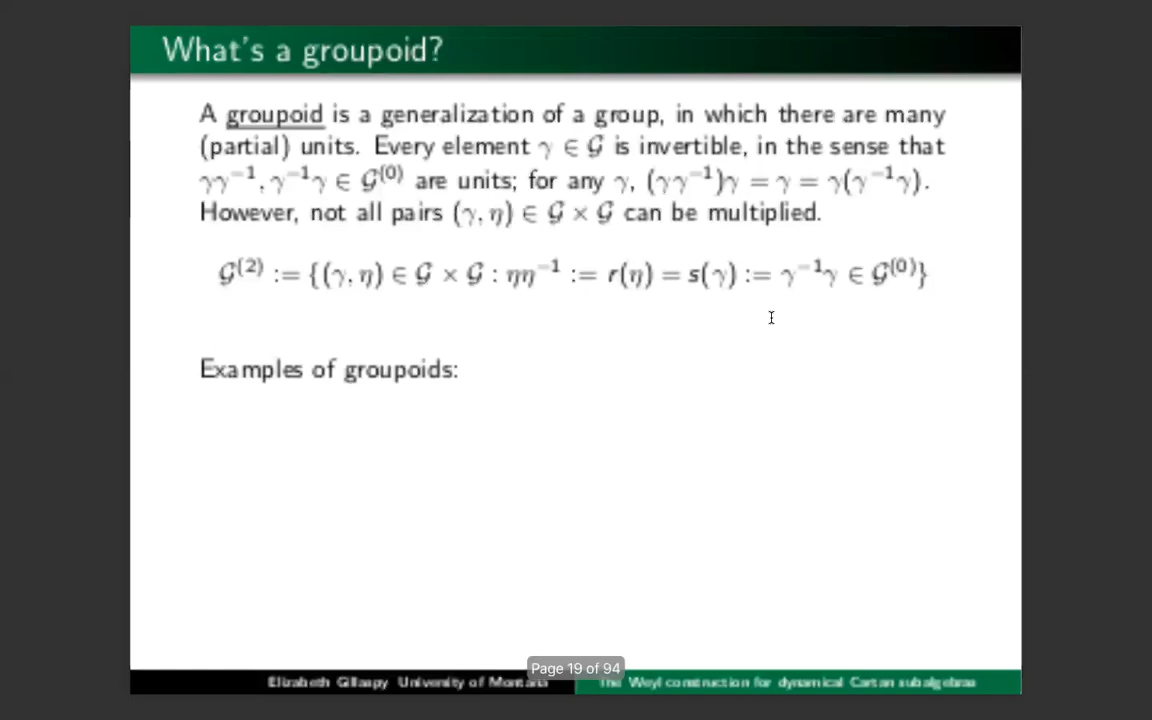 What's a groupoid?
A groupoid is a generalization of a group, in which there are many
(partial) units. Every element γ ∈ 𝒢 is invertible, in the sense that
γγ⁻¹, γ⁻¹γ ∈ 𝒢⁽⁰⁾ are units; for any γ, (γγ⁻¹)γ = γ = γ(γ⁻¹γ).
However, not all pairs (γ, η) ∈ 𝒢 × 𝒢 can be multiplied.
𝒢⁽²⁾ := {(γ, η) ∈ 𝒢 × 𝒢 : ηη⁻¹ := r(η) = s(γ) := γ⁻¹γ ∈ 𝒢⁽⁰⁾}
Examples of groupoids:
Page 19 of 94
Elizabeth Gillaspy University of Montana
The Weyl construction for dynamical Cartan subalgebras